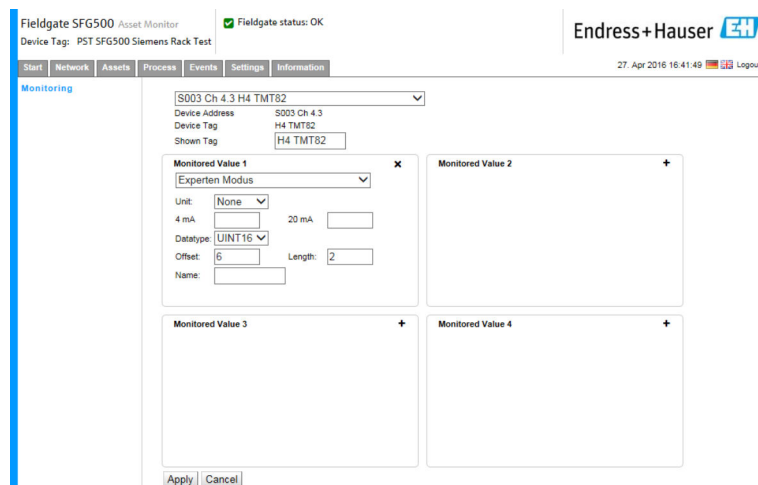 Fieldgate SFG500 Asset Monitor
Fieldgate status: OK
Device Tag: PST SFG500 Siemens Rack Test
Endress+Hauser EH
Start Network Assets Process Events Settings Information
27. Apr 2016 16:41:49 Logou
Monitoring
S003 Ch 4.3 H4 TMT82
Device Address S003 Ch 4.3
Device Tag H4 TMT82
Shown Tag H4 TMT82
Monitored Value 1
Experten Modus
Unit: None
4 mA 20 mA
Datatype: UINT16
Offset: 6 Length: 2
Name:
Monitored Value 2
Monitored Value 3
Monitored Value 4
Apply Cancel